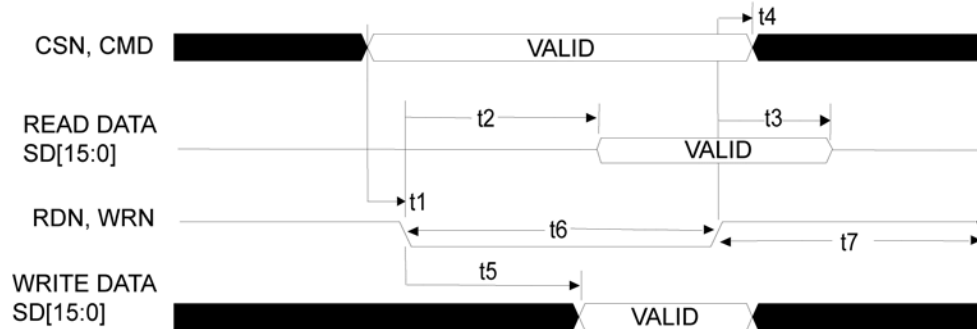 t4
CSN, CMD VALID
t2 t3
READ DATA
SD[15:0] VALID
t1
RDN, WRN t6
t7
t5
WRITE DATA
SD[15:0] VALID